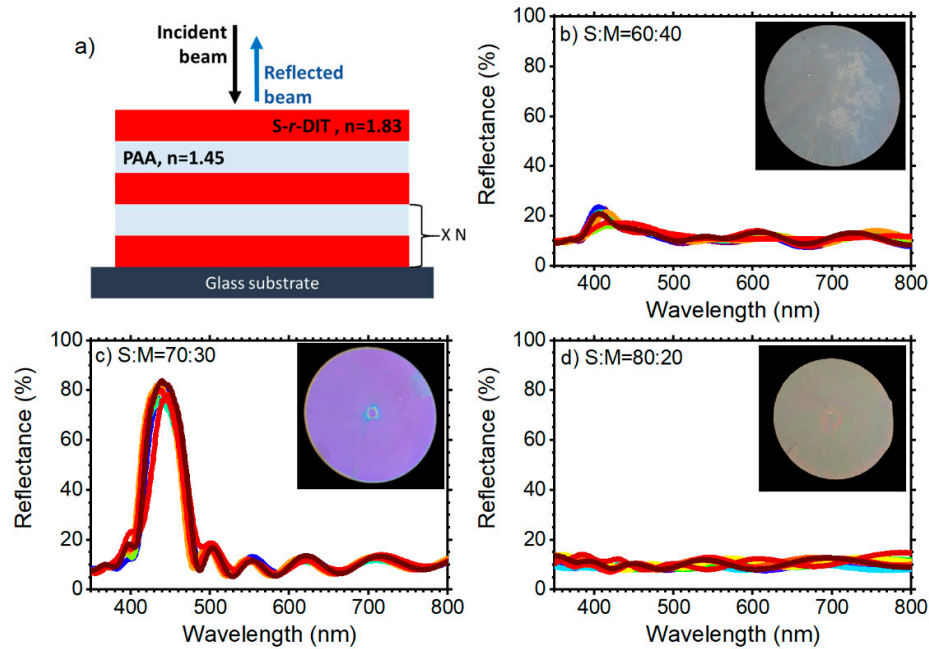 a)
Incident
beam
Reflected
beam
S-r-DIT , n=1.83
PAA, n=1.45
X N
Glass substrate
b) S:M=60:40
Reflectance (%)
100
80
60
40
20
0
400 500 600 700 800
Wavelength (nm)
c) S:M=70:30
Reflectance (%)
100
80
60
40
20
0
400 500 600 700 800
Wavelength (nm)
d) S:M=80:20
Reflectance (%)
100
80
60
40
20
0
400 500 600 700 800
Wavelength (nm)